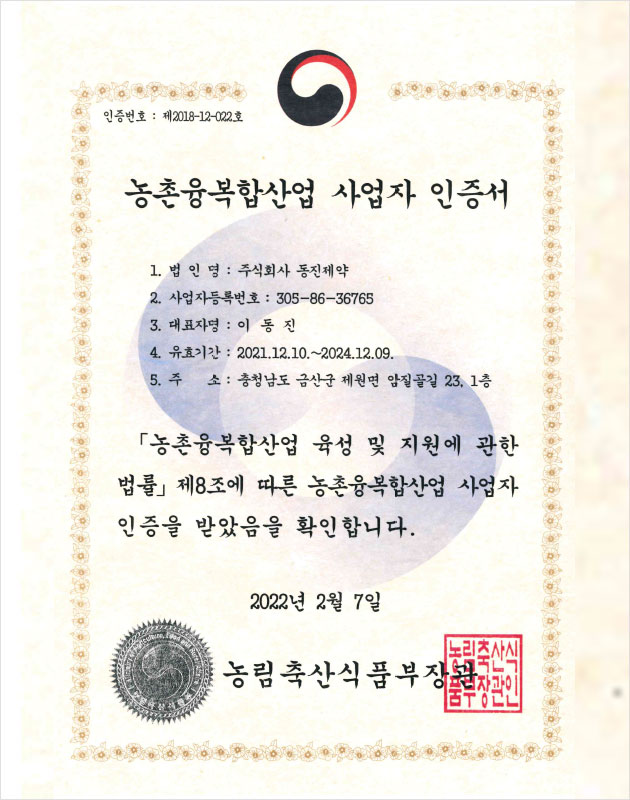 인증번호 : 제2018-12-022호
농촌융복합산업 사업자 인증서
1. 법 인 명 : 주식회사 동진제약
2. 사업자등록번호 : 305-86-36765
3. 대표자명 : 이 동 진
4. 유효기간 : 2021.12.10.~2024.12.09.
5. 주 소 : 충청남도 금산군 제원면 암질골길 23, 1층
「농촌융복합산업 육성 및 지원에 관한
법률」제8조에 따른 농촌융복합산업 사업자
인증을 받았음을 확인합니다.
2022년 2월 7일
농림축산식품부장관
농림축산식
품부장관인